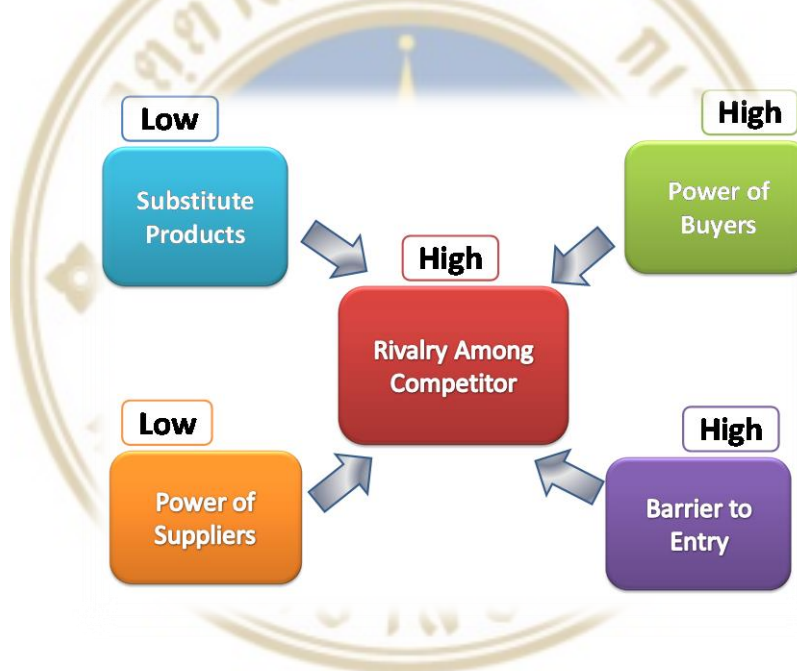 Low
Substitute
Products
High
Power of
Buyers
High
Rivalry Among
Competitor
Low
Power of
Suppliers
High
Barrier to
Entry